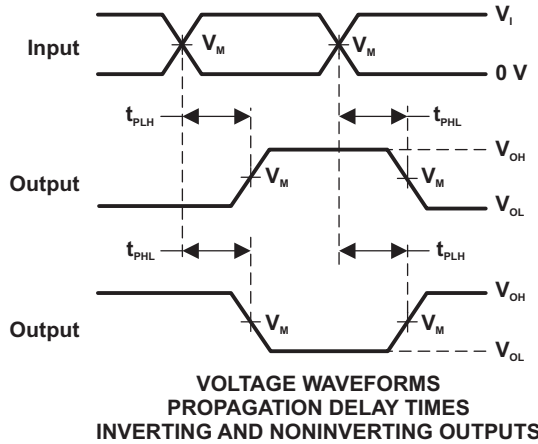 V_I
Input
V_M
V_M
0 V
t_PLH
t_PHL
V_OH
Output
V_M
V_M
V_OL
t_PHL
t_PLH
V_OH
Output
V_M
V_M
V_OL
VOLTAGE WAVEFORMS
PROPAGATION DELAY TIMES
INVERTING AND NONINVERTING OUTPUTS